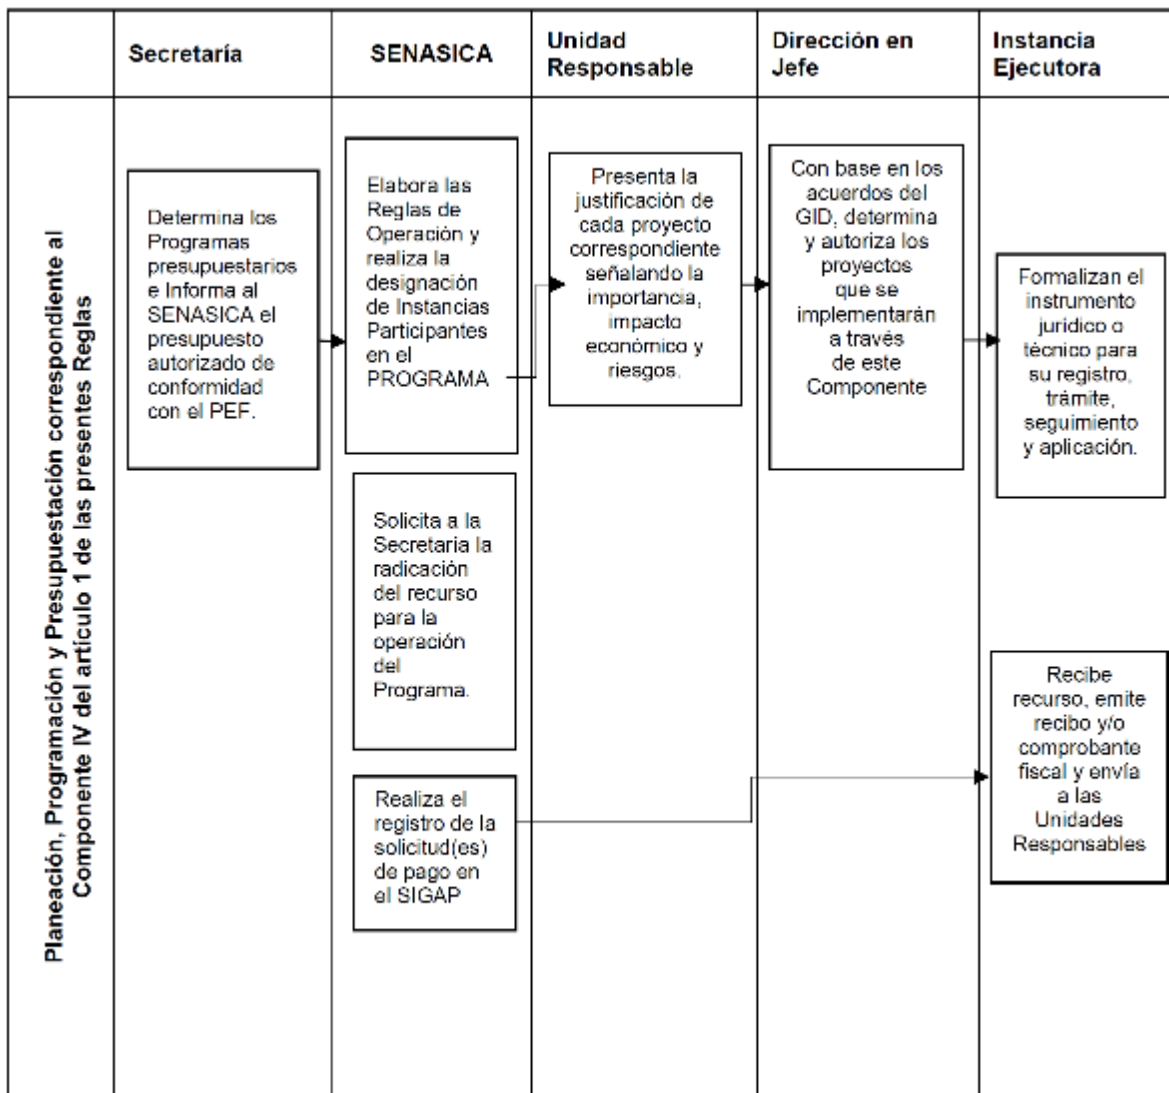 Secretaría
SENASICA
Unidad
Responsable
Dirección en
Jefe
Instancia
Ejecutora
Planeación, Programación y Presupuestación correspondiente al
Componente IV del artículo 1 de las presentes Reglas
Determina los
Programas
presupuestarios
e Informa al
SENASICA el
presupuesto
autorizado de
conformidad
con el PEF.
Elabora las
Reglas de
Operación y
realiza la
designación
de Instancias
Participantes
en el
PROGRAMA
Presenta la
justificación de
cada proyecto
correspondiente
señalando la
importancia,
impacto
económico y
riesgos.
Con base en los
acuerdos del
GID, determina
y autoriza los
proyectos
que se
implementarán
a través
de este
Componente
Formalizan el
instrumento
jurídico o
técnico para
su registro,
trámite,
seguimiento
y aplicación.
Solicita a la
Secretaria la
radicación
del recurso
para la
operación
del
Programa.
Realiza el
registro de la
solicitud(es)
de pago en
el SIGAP
Recibe
recurso, emite
recibo y/o
comprobante
fiscal y envía
a las
Unidades
Responsables